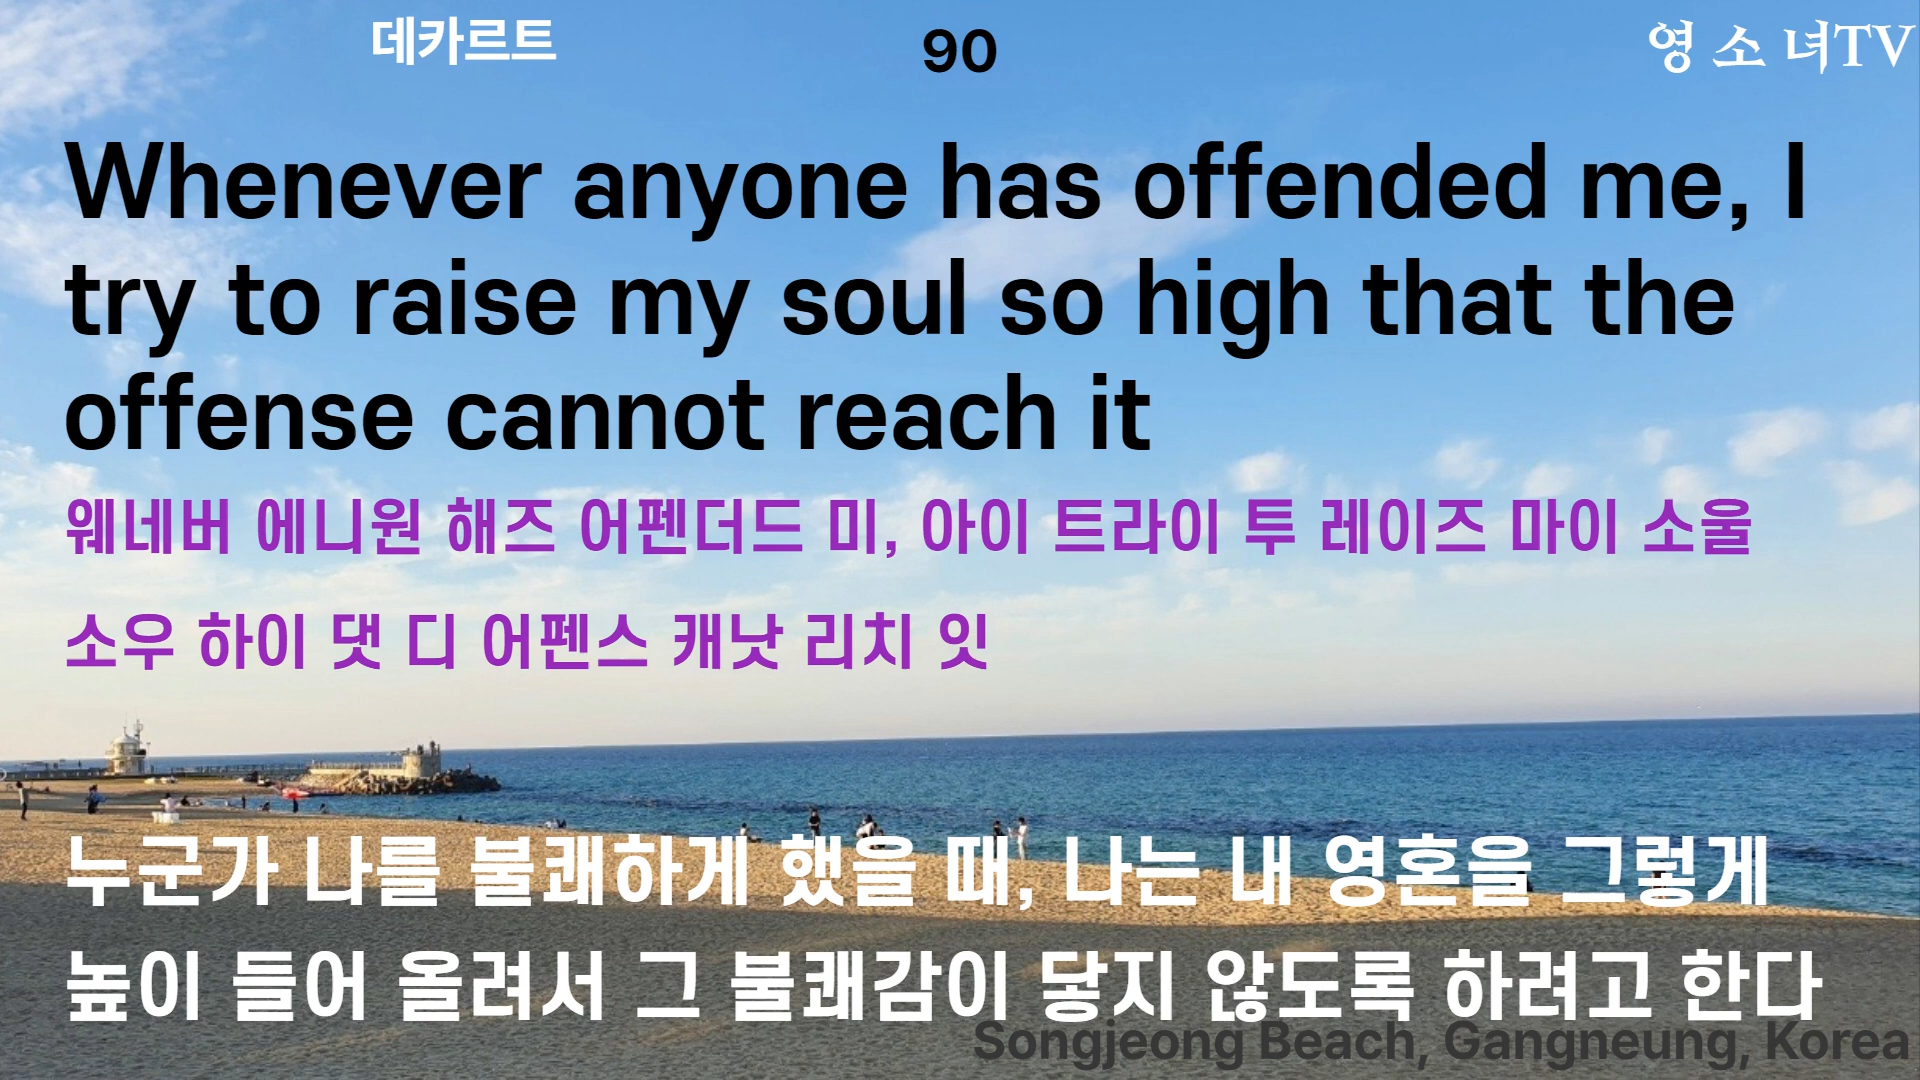 데카르트
90
영 소 녀TV
Whenever anyone has offended me, I
try to raise my soul so high that the
offense cannot reach it
웨네버 에니원 해즈 어펜더드 미, 아이 트라이 투 레이즈 마이 소울
소우 하이 댓 디 어펜스 캐낫 리치 잇
누군가 나를 불쾌하게 했을 때, 나는 내 영혼을 그렇게
높이 들어 올려서 그 불쾌감이 닿지 않도록 하려고 한다
Songjeong Beach, Gangneung, Korea